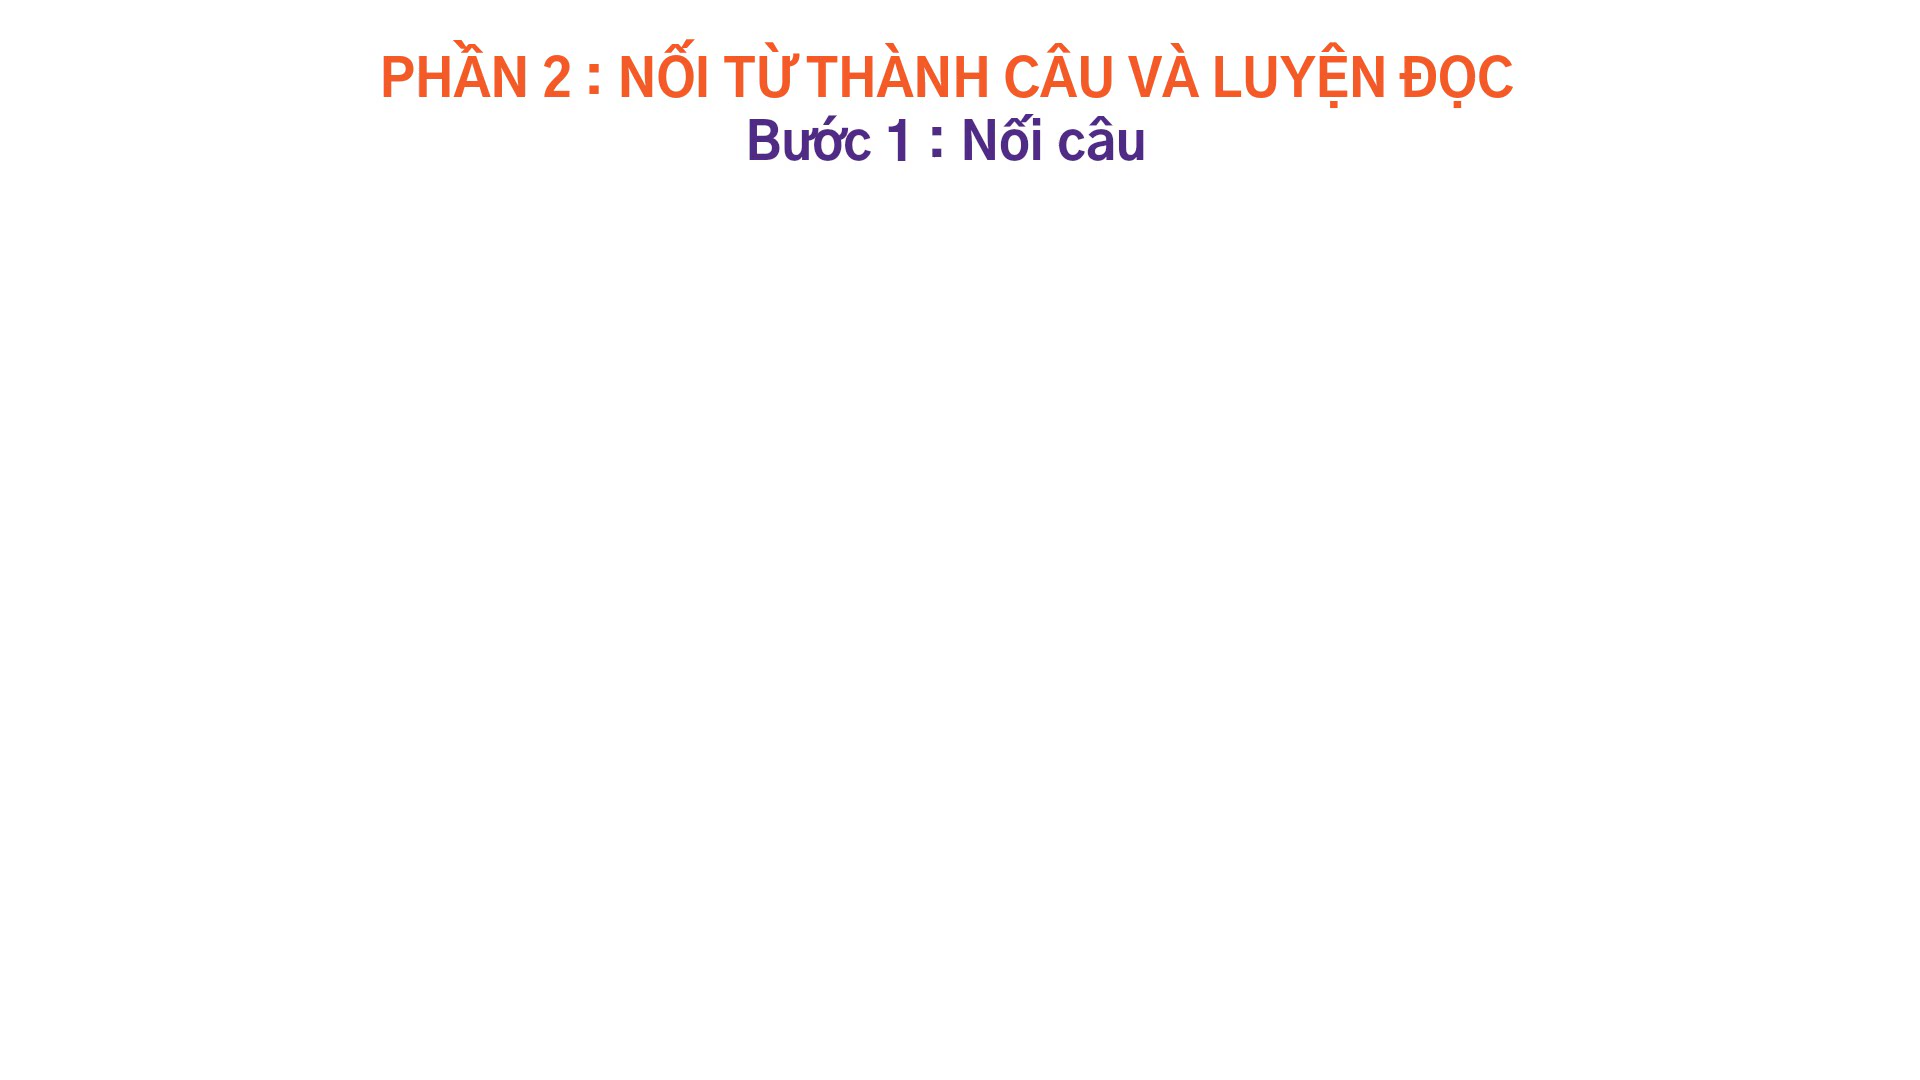 PHẦN 2 : NỐI TỪ THÀNH CÂU VÀ LUYỆN ĐỌC
Bước 1 : Nối câu